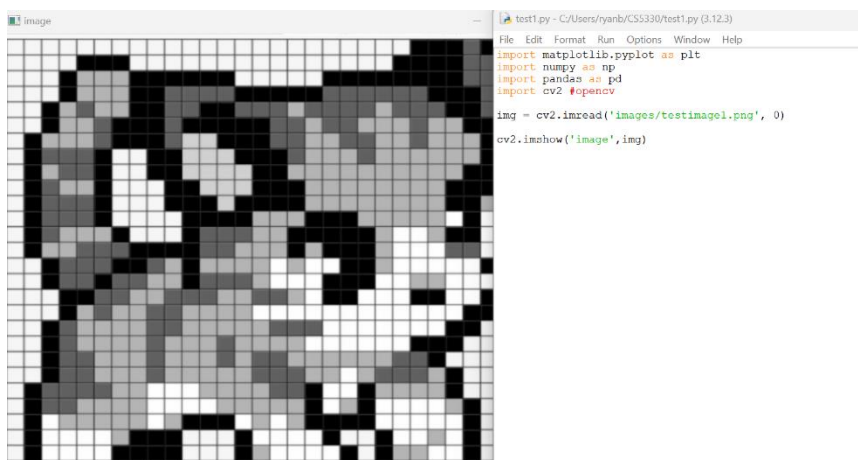 image
test1.py - C:/Users/ryanb/CS5330/test1.py (3.12.3)
File Edit Format Run Options Window Help
import matplotlib.pyplot as plt
import numpy as np
import pandas as pd
import cv2 #opencv
img = cv2.imread('images/testimage1.png', 0)
cv2.imshow('image',img)